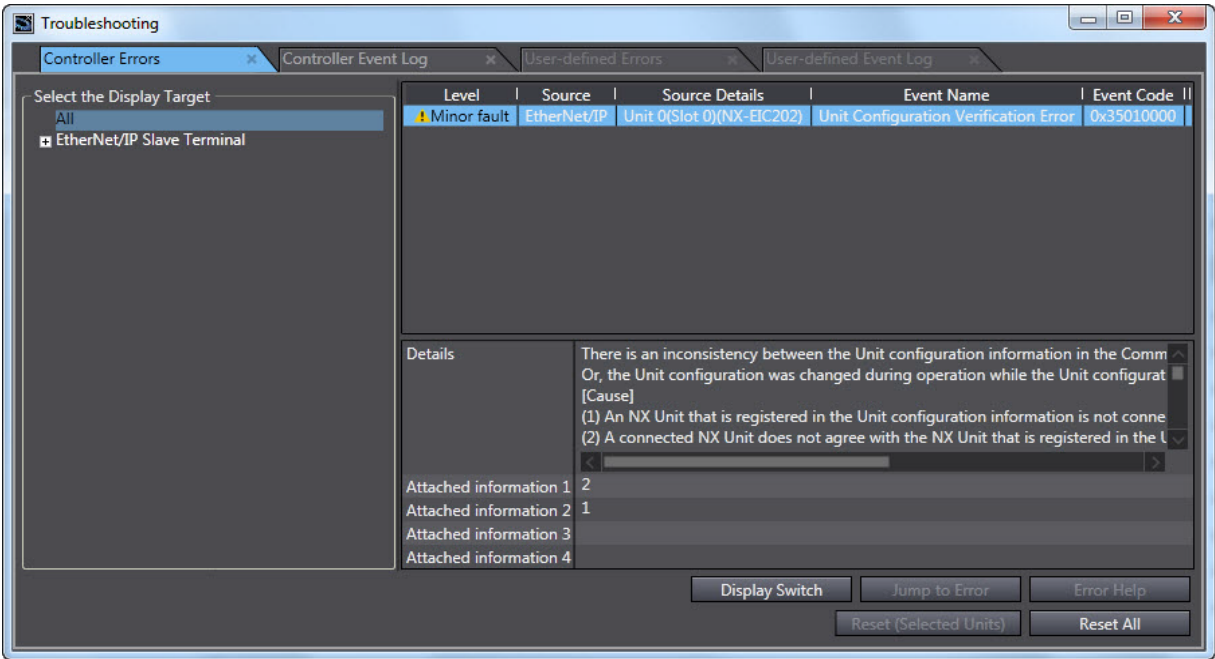 Troubleshooting
Controller Errors
Controller Event Log
User-defined Errors
User-defined Event Log
Select the Display Target
All
EtherNet/IP Slave Terminal
Level Source Source Details Event Name Event Code
Minor fault EtherNet/IP Unit 0(Slot 0)(NX-EIC202) Unit Configuration Verification Error 0x35010000
Details
There is an inconsistency between the Unit configuration information in the Comm
Or, the Unit configuration was changed during operation while the Unit configurat
[Cause]
(1) An NX Unit that is registered in the Unit configuration information is not conne
(2) A connected NX Unit does not agree with the NX Unit that is registered in the
Attached information 1 2
Attached information 2 1
Attached information 3
Attached information 4
Display Switch Jump to Error Error Help
Reset (Selected Units) Reset All